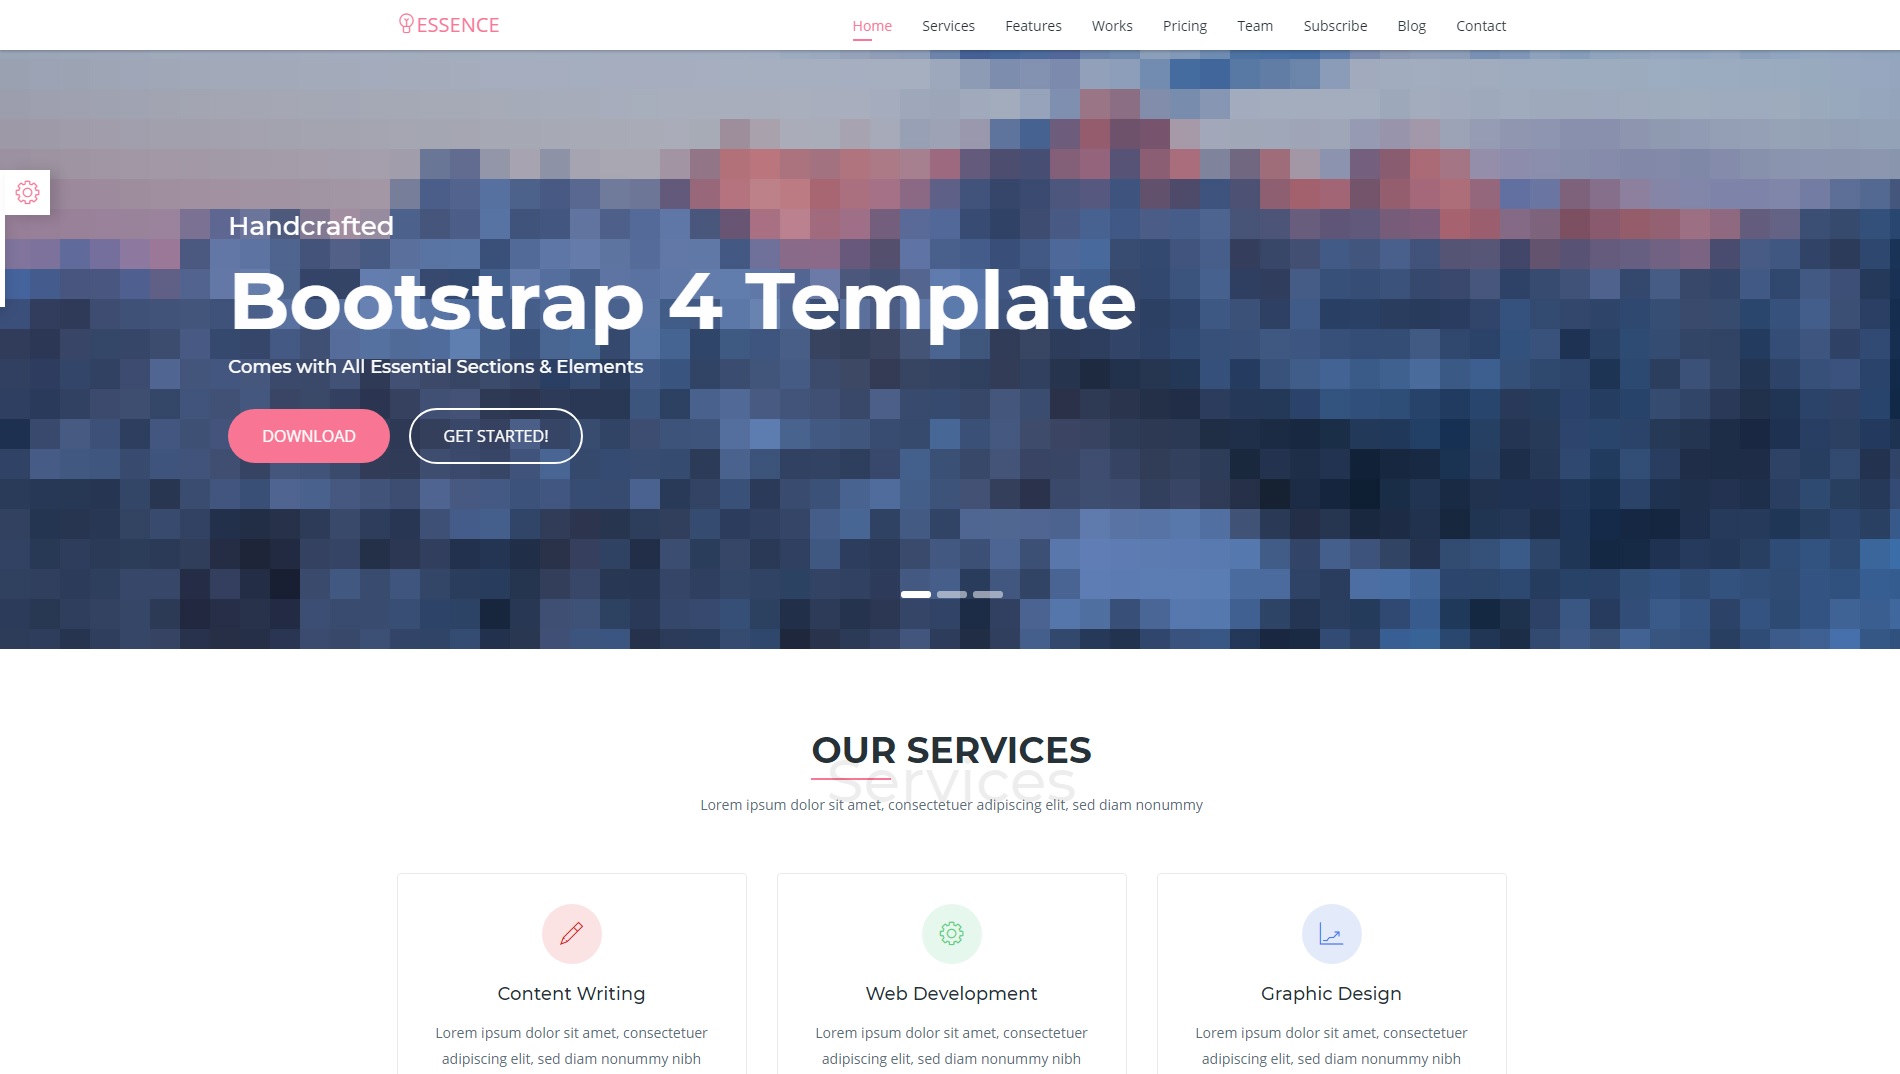 ESSENCE
Home Services Features Works Pricing Team Subscribe Blog Contact
Handcrafted
Bootstrap 4 Template
Comes with All Essential Sections & Elements
DOWNLOAD GET STARTED!
OUR SERVICES
Services
Lorem ipsum dolor sit amet, consectetuer adipiscing elit, sed diam nonummy
Content Writing
Lorem ipsum dolor sit amet, consectetuer
adipiscing elit, sed diam nonummy nibh
Web Development
Lorem ipsum dolor sit amet, consectetuer
adipiscing elit, sed diam nonummy nibh
Graphic Design
Lorem ipsum dolor sit amet, consectetuer
adipiscing elit, sed diam nonummy nibh